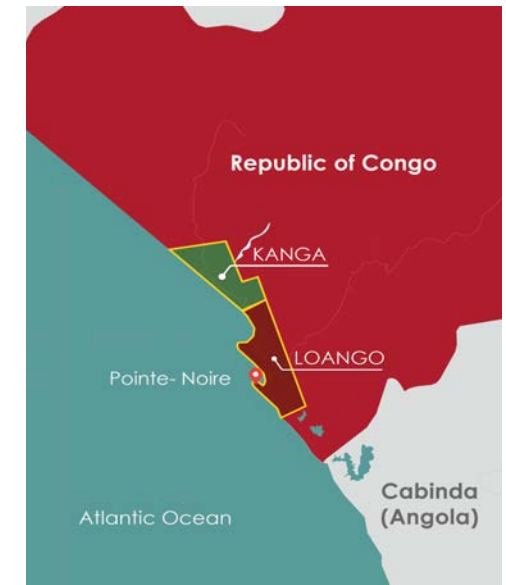 Republic of Congo
KANGA
LOANGO
Pointe- Noire
Cabinda
(Angola)
Atlantic Ocean